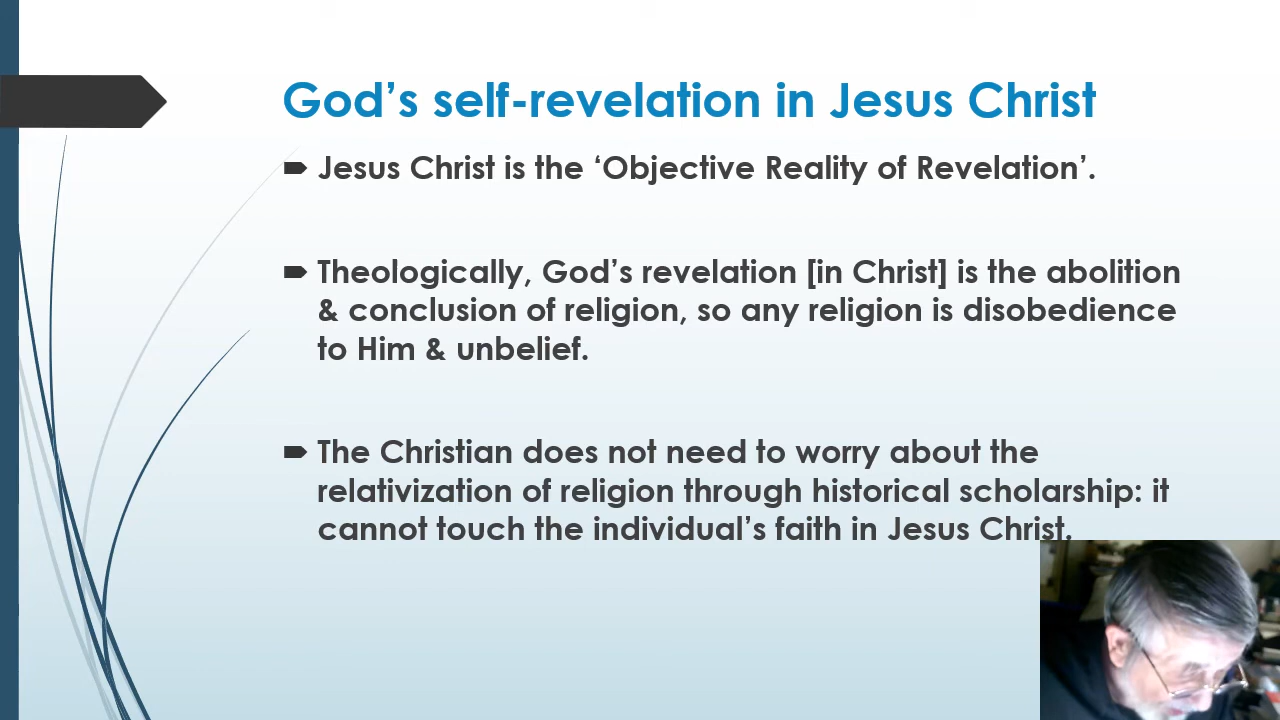 God’s self-revelation in Jesus Christ
Jesus Christ is the ‘Objective Reality of Revelation’.
Theologically, God’s revelation [in Christ] is the abolition
& conclusion of religion, so any religion is disobedience
to Him & unbelief.
The Christian does not need to worry about the
relativization of religion through historical scholarship: it
cannot touch the individual’s faith in Jesus Christ.